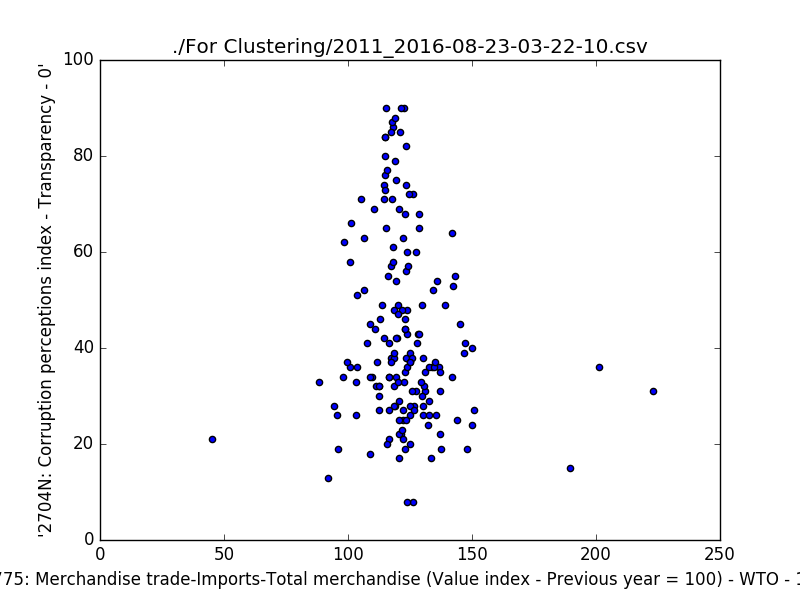 ./For Clustering/2011_2016-08-23-03-22-10.csv
'2704N: Corruption perceptions index - Transparency - 0'
100
80
60
40
20
0
0 50 100 150 200 250
775: Merchandise trade-Imports-Total merchandise (Value index - Previous year = 100) - WTO - 1